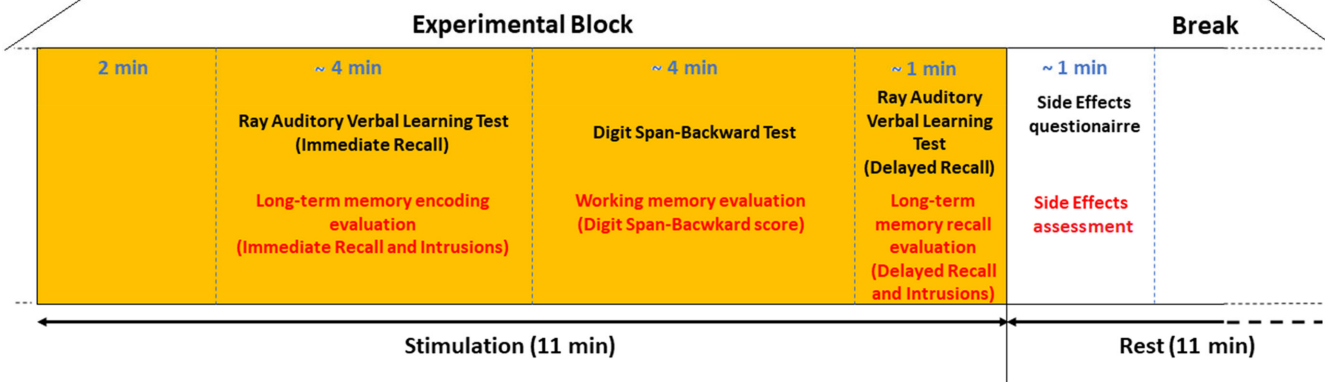 Experimental Block
Break
2 min
~ 4 min
~ 4 min
~ 1 min
~ 1 min
Ray Auditory Verbal Learning Test
(Immediate Recall)
Digit Span-Backward Test
Ray Auditory
Verbal Learning
Test
(Delayed Recall)
Side Effects
questionairre
Long-term memory encoding
evaluation
(Immediate Recall and Intrusions)
Working memory evaluation
(Digit Span-Bacwkard score)
Long-term
memory recall
evaluation
(Delayed Recall
and Intrusions)
Side Effects
assessment
Stimulation (11 min)
Rest (11 min)